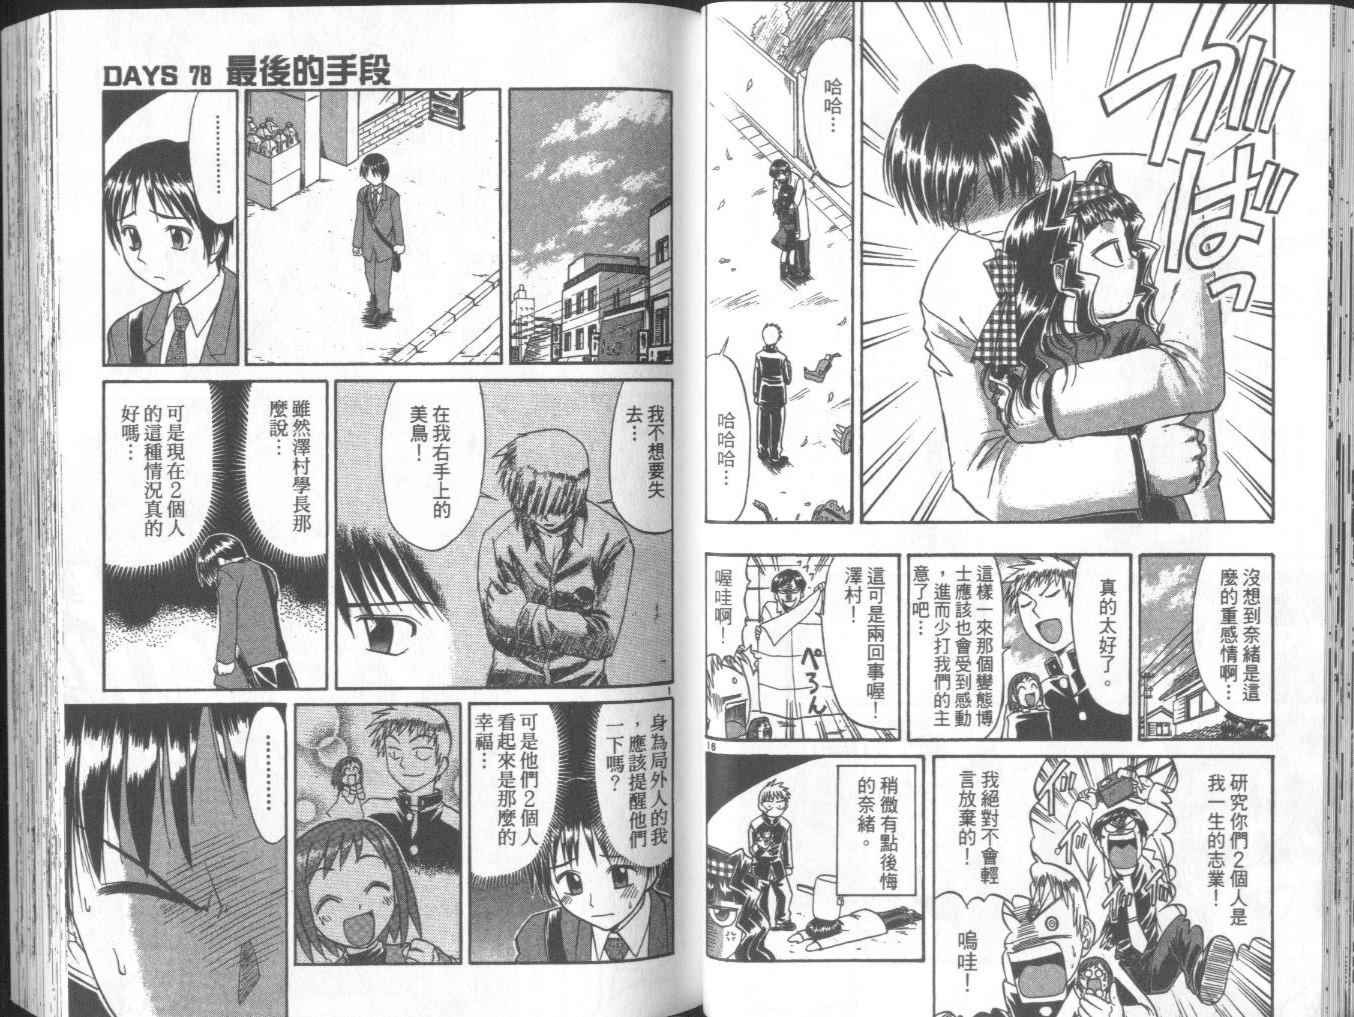 ガばっ
哈
哈
⋮
哈
哈
哈
⋮
沒想到奈緒是這
麼的重感情啊…
真的太好了。
這樣一來那個變態博
士應該也會受到感動
，進而少打我們的主
意了吧…
這可是兩回事喔！
澤村！
ぺろん
喔哇啊！
16
研究你們2個人是
我一生的志業！
我絕對不會輕
言放棄的！
嗚哇！
稍微有點後悔
的奈緒。
DAYS 78 最後的手段
…………
我不想要失
去…
在我右手上的
美鳥！
雖然澤村學長那
麼說…
可是現在2個人
的這種情況真的
好嗎…
1
身為局外人的我
，應該提醒他們
一下嗎？
可是他們2個人
看起來是那麼的
幸福…
…………